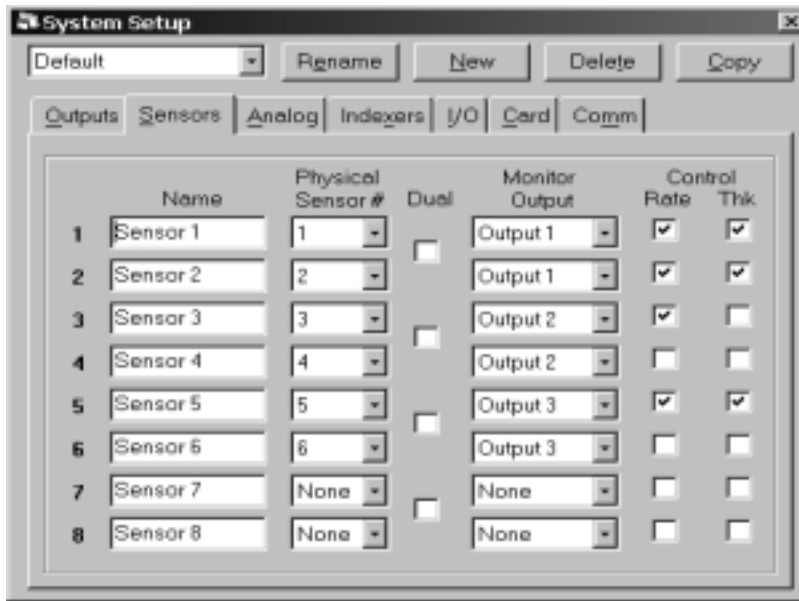 System Setup
Default Rename New Delete Copy
Outputs Sensors Analog Indexers I/O Card Comm
Physical Monitor Control
Name Sensor # Dual Output Rate Thk
1 Sensor 1 1 Output 1
2 Sensor 2 2 Output 1
3 Sensor 3 3 Output 2
4 Sensor 4 4 Output 2
5 Sensor 5 5 Output 3
6 Sensor 6 6 Output 3
7 Sensor 7 None None
8 Sensor 8 None None